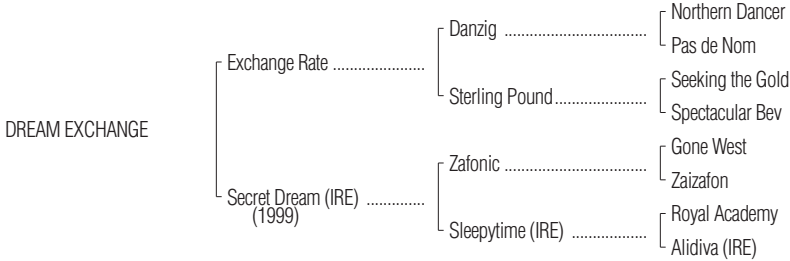 Northern Dancer
Danzig ................................
Pas de Nom
Exchange Rate .....................
Seeking the Gold
Sterling Pound.....................
Spectacular Bev
DREAM EXCHANGE
Gone West
Zafonic ................................
Zaizafon
Secret Dream (IRE) .............
(1999)
Royal Academy
Sleepytime (IRE) .................
Alidiva (IRE)